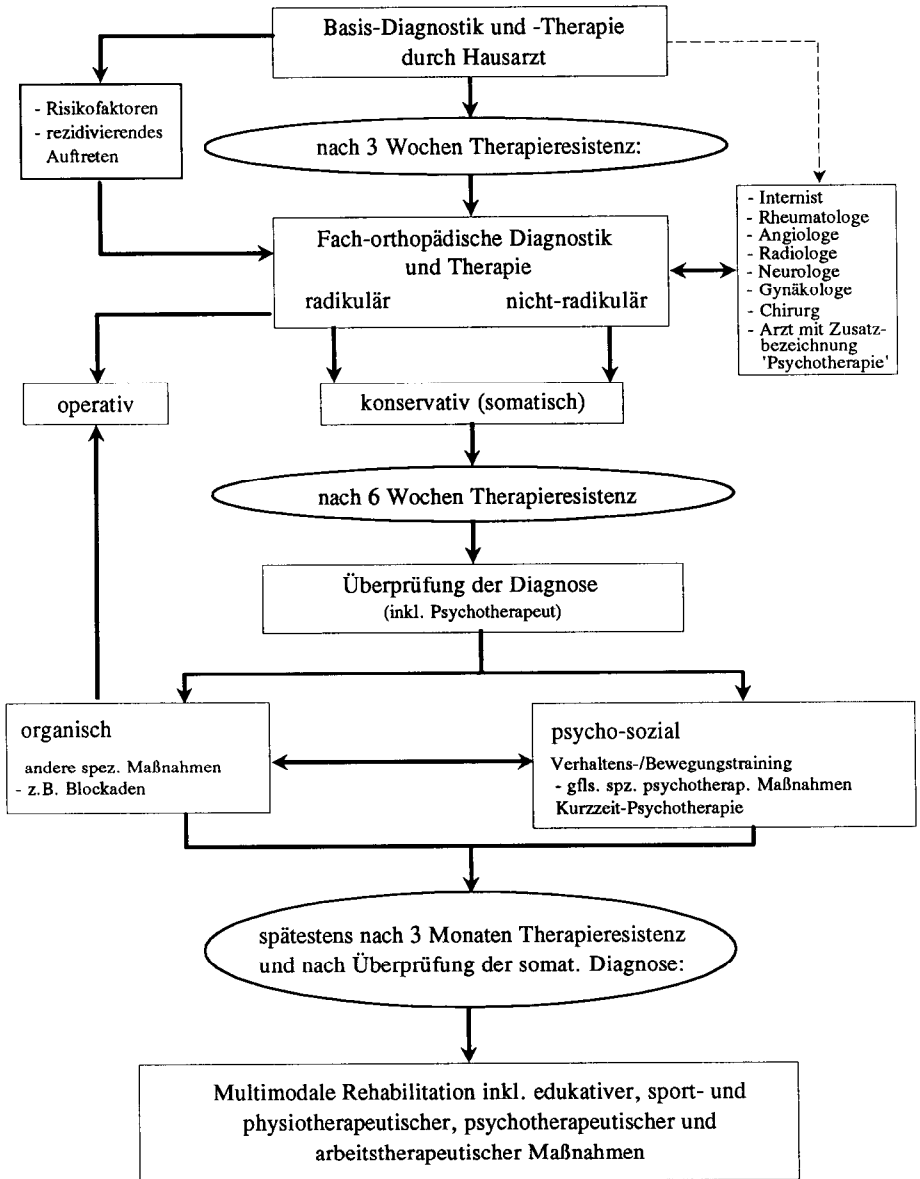 Basis-Diagnostik und -Therapie
durch Hausarzt
- Risikofaktoren
- rezidivierendes
Auftreten
nach 3 Wochen Therapieresistenz:
- Internist
- Rheumatologe
- Angiologe
- Radiologe
- Neurologe
- Gynäkologe
- Chirurg
- Arzt mit Zusatz-
bezeichnung
'Psychotherapie'
Fach-orthopädische Diagnostik
und Therapie
radikulär nicht-radikulär
operativ
konservativ (somatisch)
nach 6 Wochen Therapieresistenz
Überprüfung der Diagnose
(inkl. Psychotherapeut)
organisch
andere spez. Maßnahmen
- z.B. Blockaden
psycho-sozial
Verhaltens-/Bewegungstraining
- gfls. spz. psychotherap. Maßnahmen
Kurzzeit-Psychotherapie
spätestens nach 3 Monaten Therapieresistenz
und nach Überprüfung der somat. Diagnose:
Multimodale Rehabilitation inkl. edukativer, sport- und
physiotherapeutischer, psychotherapeutischer und
arbeitstherapeutischer Maßnahmen